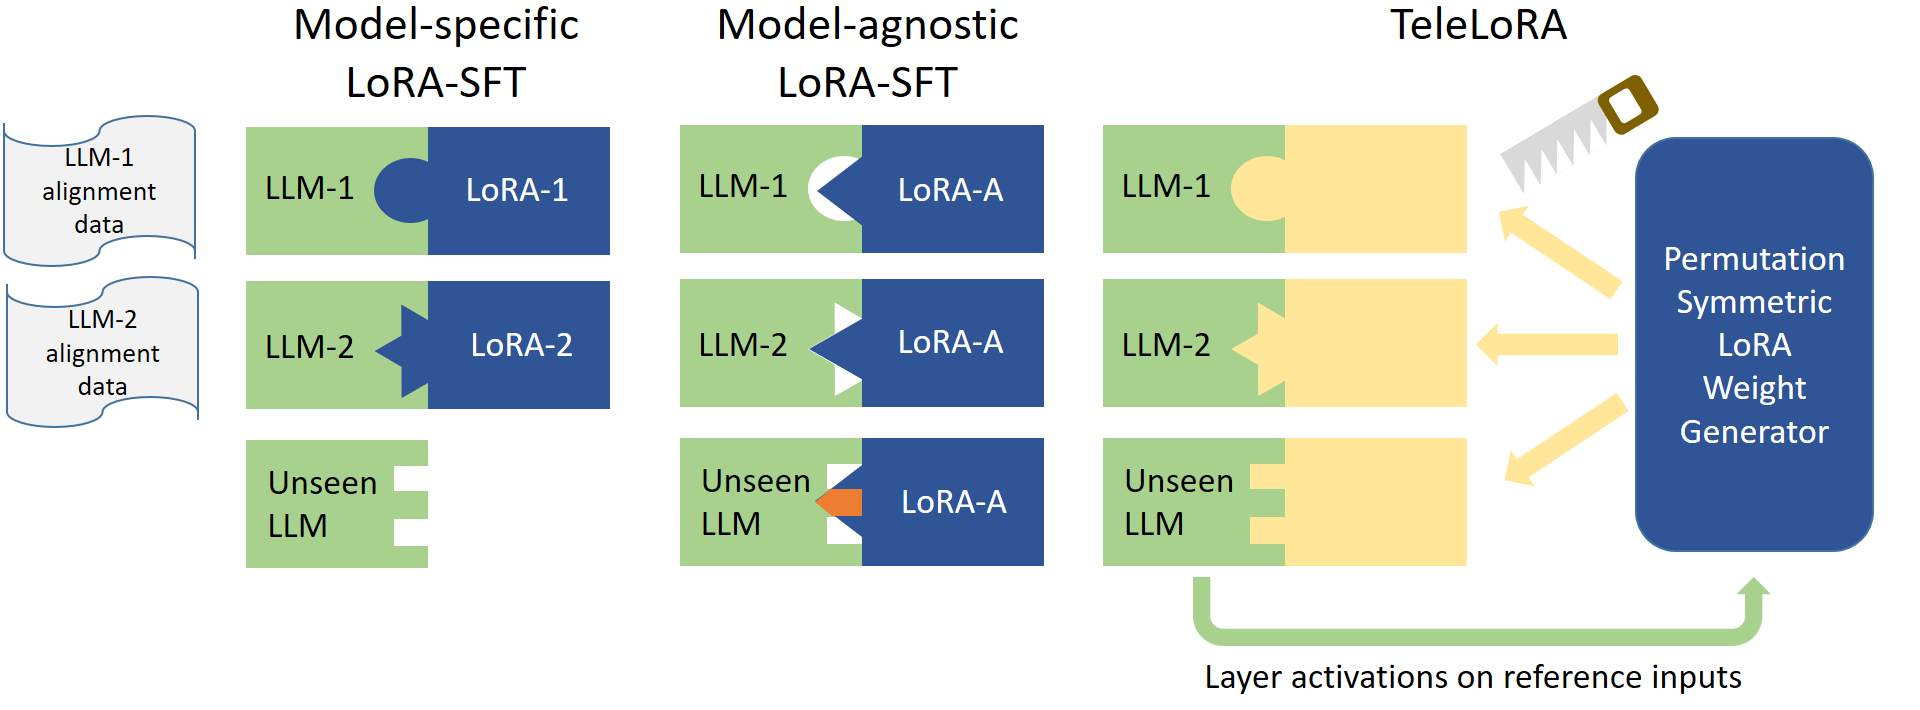 Model-specific
LoRA-SFT
Model-agnostic
LoRA-SFT
TeleLoRA
LLM-1
alignment
data
LLM-1
LoRA-1
LLM-1
LoRA-A
LLM-1
LLM-2
alignment
data
LLM-2
LoRA-2
LLM-2
LoRA-A
LLM-2
Unseen
LLM
Unseen
LLM
LoRA-A
Unseen
LLM
Permutation
Symmetric
LoRA
Weight
Generator
Layer activations on reference inputs